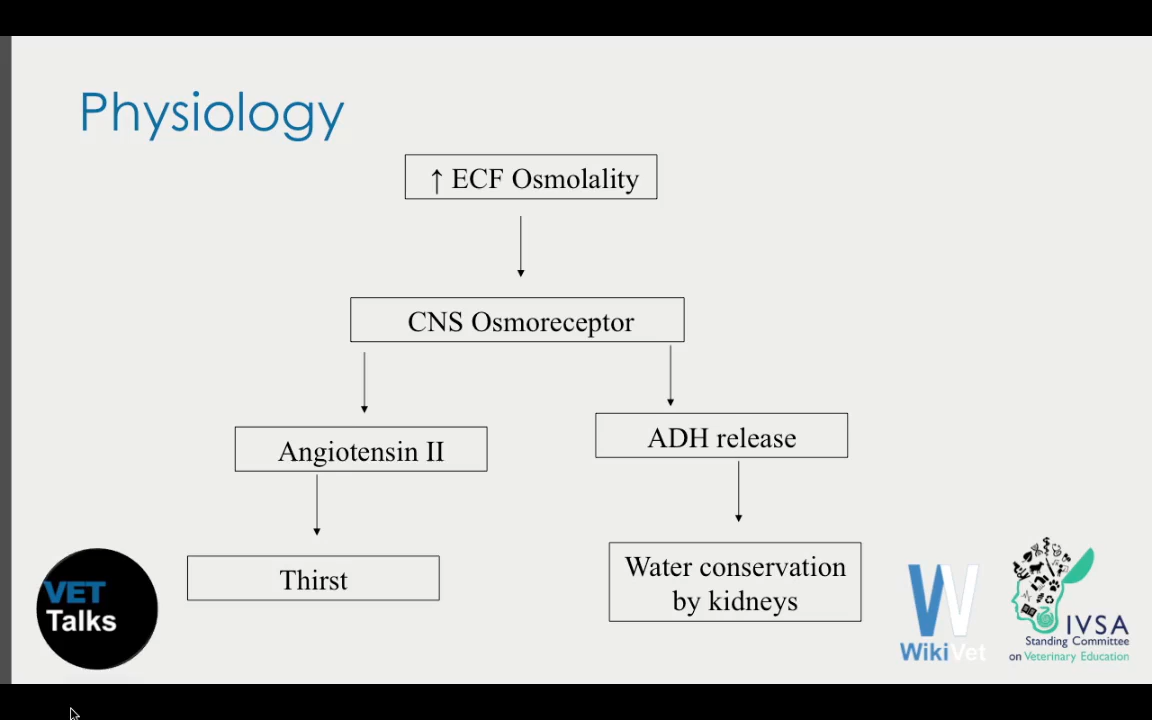 Physiology
↑ ECF Osmolality
CNS Osmoreceptor
Angiotensin II
ADH release
Thirst
Water conservation
by kidneys
VET
Talks
W
WikiVet
IVSA
Standing Committee
on Veterinary Education